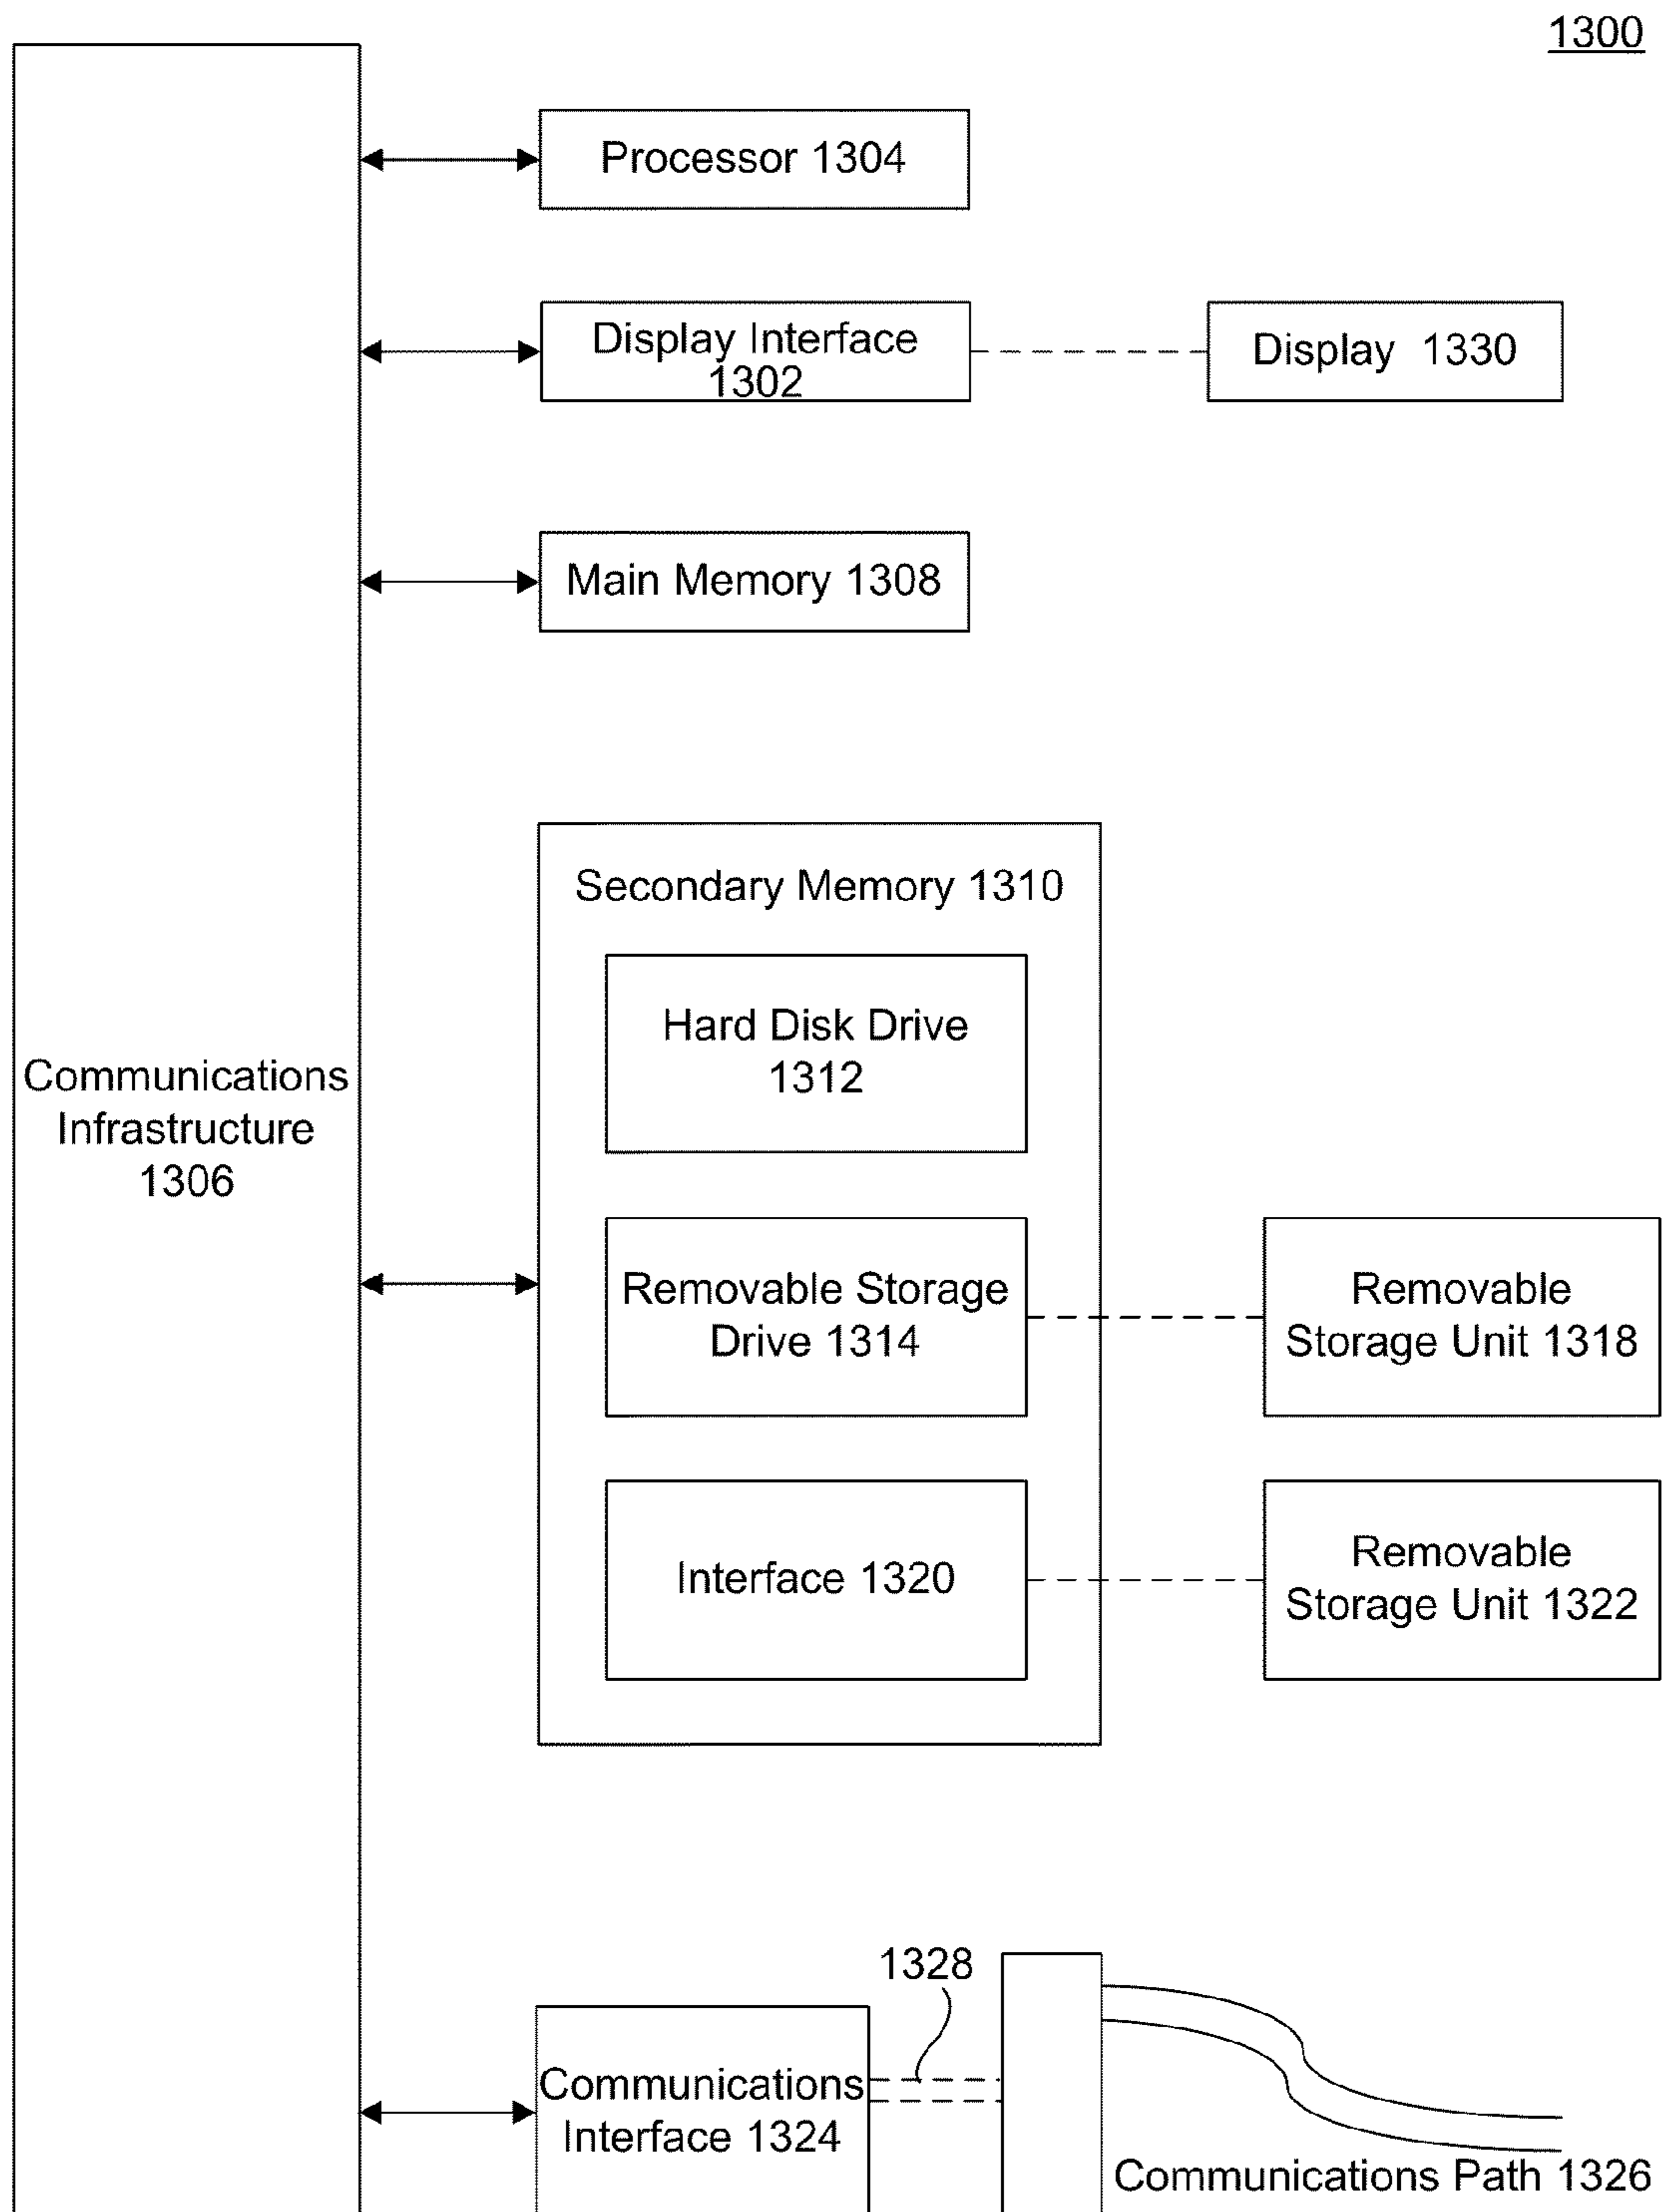 1300
Processor 1304
Display Interface
1302
Display 1330
Main Memory 1308
Secondary Memory 1310
Hard Disk Drive
1312
Communications
Infrastructure
1306
Removable Storage
Drive 1314
Removable
Storage Unit 1318
Interface 1320
Removable
Storage Unit 1322
1328
Communications
Interface 1324
Communications Path 1326